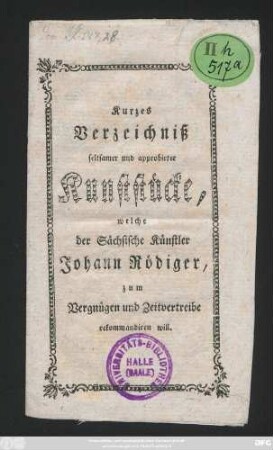 II h
517a
Kurzes
Verzeichniß
seltsamer und approbirter
Kunststücke,
welche
der Sächsische Künstler
Johann Rödiger,
zum
Vergnügen und Zeitvertreibe
rekommandiren will.
UNIVERSITÄTS-BIBLIOTHEK
HALLE
(SAALE)